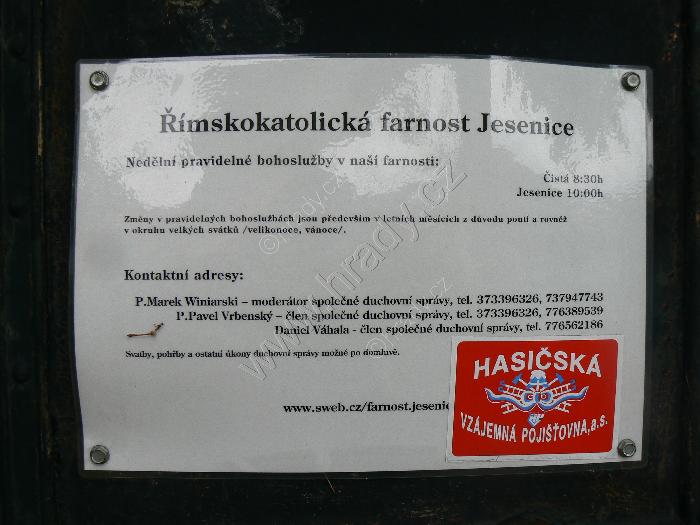 Římskokatolická farnost Jesenice
Nedělní pravidelné bohoslužby v naší farnosti:
Čistá 8:30h
Jesenice 10:00h
Změny v pravidelných bohoslužbách jsou především v letních měsících z důvodu poutí a rovněž
v okruhu velkých svátků /velikonoce, vánoce/.
Kontaktní adresy:
P.Marek Winiarski – moderátor společné duchovní správy, tel. 373396326, 737947743
P.Pavel Vrbenský – člen společné duchovní správy, tel. 373396326, 776389539
Daniel Váhala - člen společné duchovní správy, tel. 776562186
Svatby, pohřby a ostatní úkony duchovní správy možné po domluvě.
www.sweb.cz/farnost.jesenic
HASIČSKÁ
VZÁJEMNÁ POJIŠŤOVNA,a.s.
www.hrady.cz